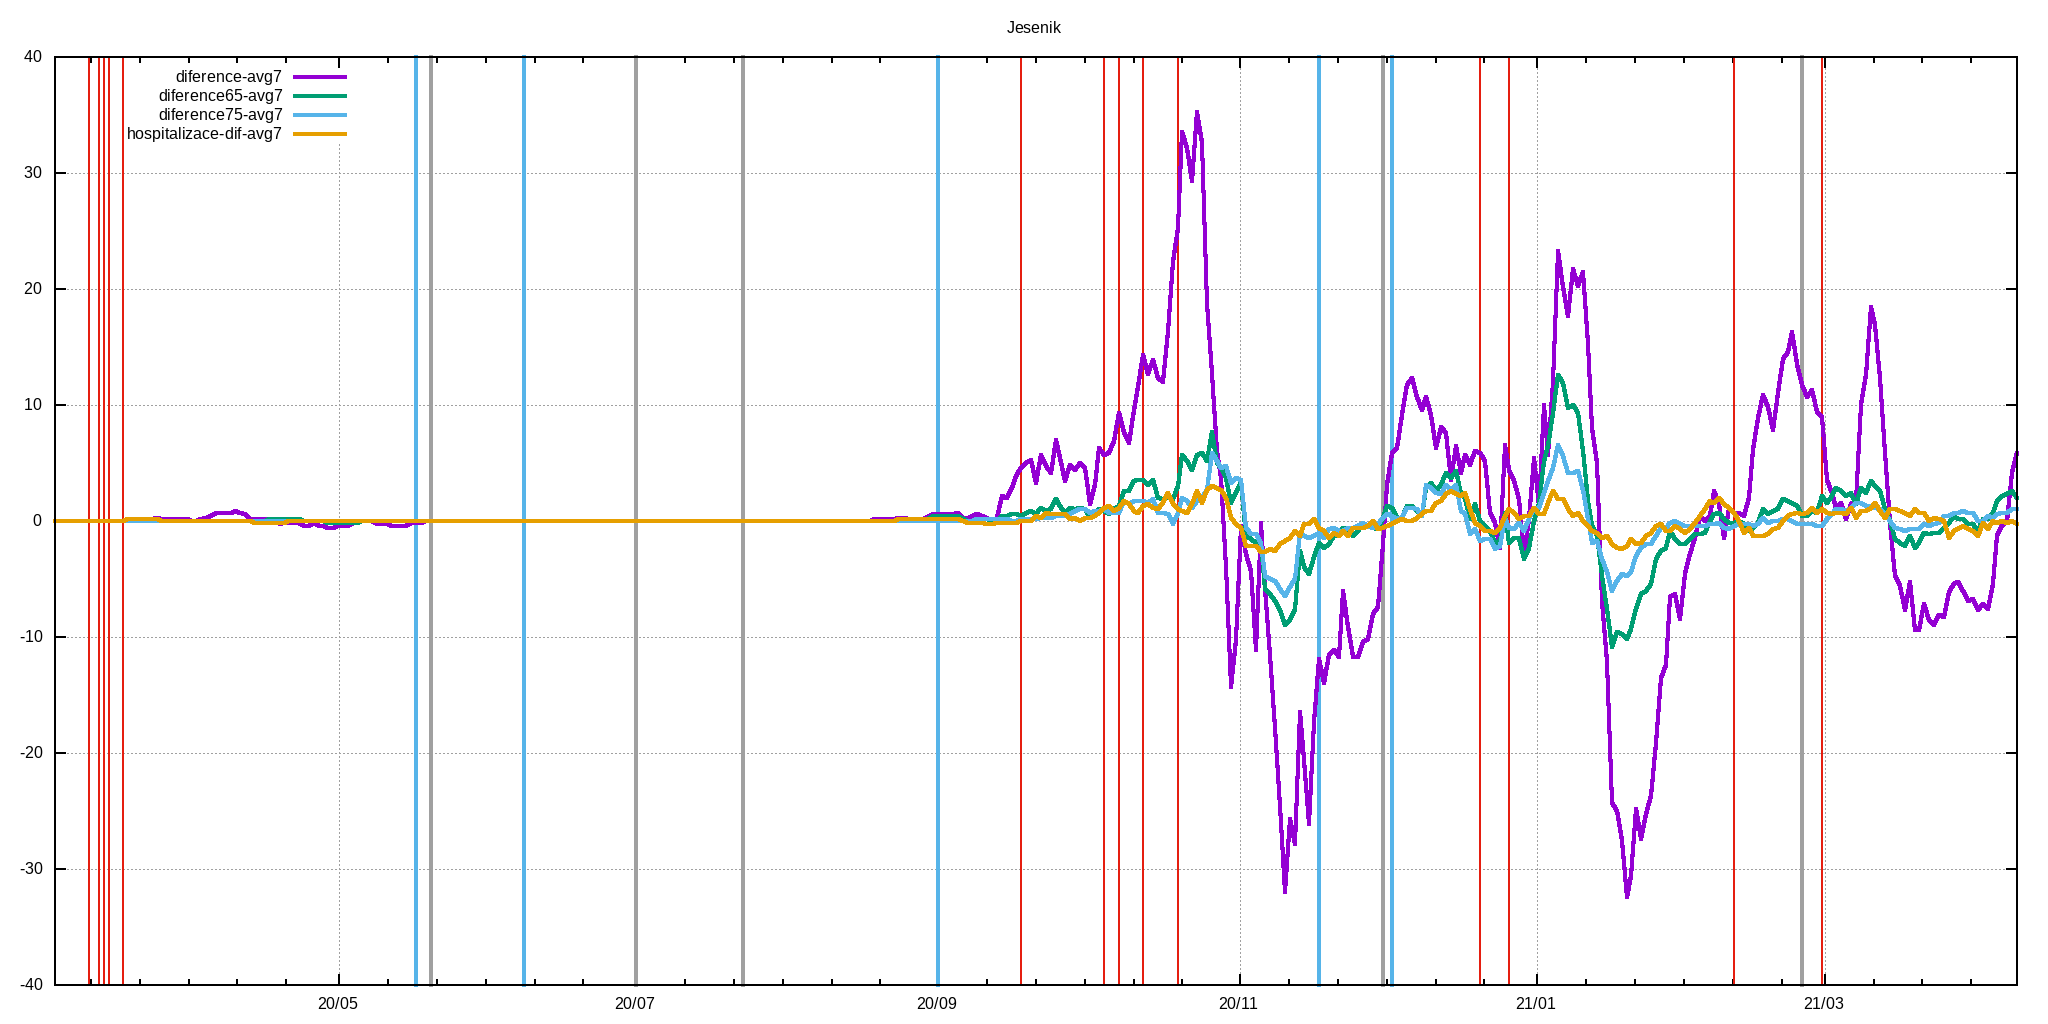 Jesenik
diference-avg7
diference65-avg7
diference75-avg7
hospitalizace-dif-avg7
40
30
20
10
0
-10
-20
-30
-40
20/05 20/07 20/09 20/11 21/01 21/03